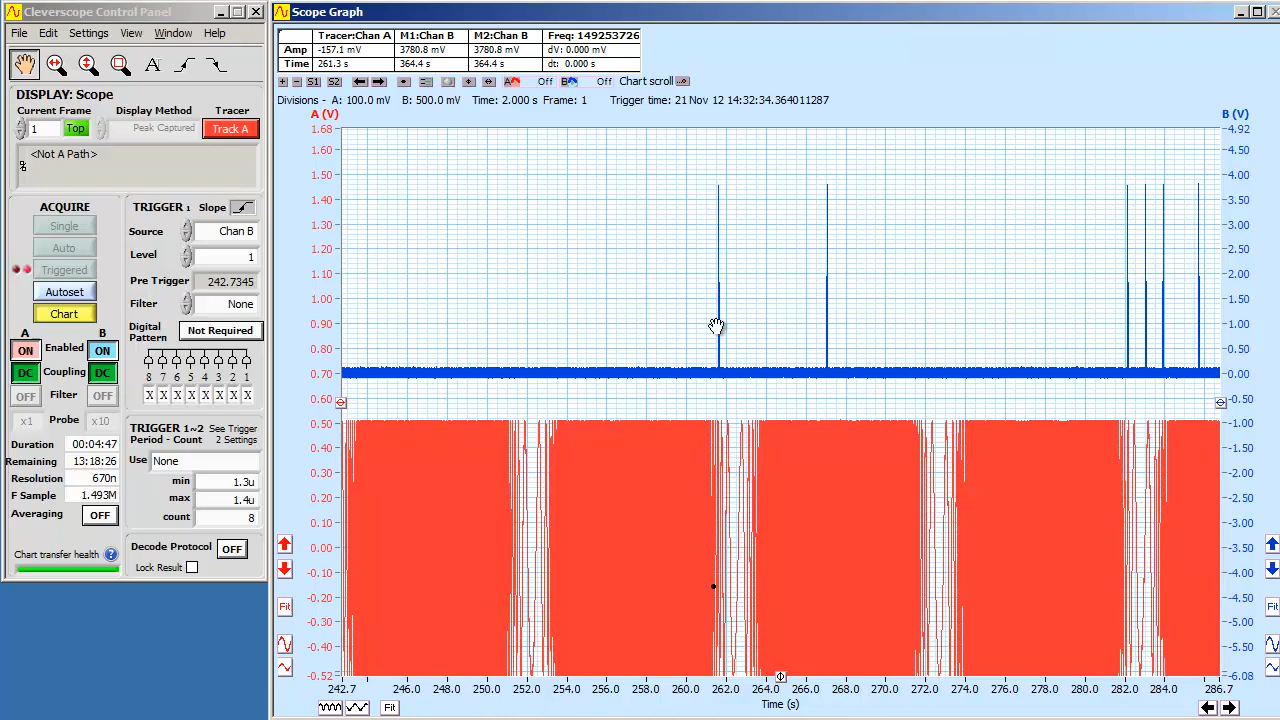 Cleverscope Control Panel
File Edit Settings View Window Help
A
DISPLAY: Scope
Current Frame Display Method Tracer
1 Top Peak Captured Track A
<Not A Path>
ACQUIRE
Single
Auto
Triggered
Autoset
Chart
A B
ON Enabled ON
DC Coupling DC
OFF Filter OFF
x1 Probe x10
Duration 00:04:47
Remaining 13:18:26
Resolution 670n
F Sample 1.493M
Averaging OFF
Chart transfer health ?
TRIGGER 1 Slope
Source Chan B
Level 1
Pre Trigger 242.7345
Filter None
Digital Pattern Not Required
8 7 6 5 4 3 2 1
X X X X X X X X
TRIGGER 1~2 See Trigger
Period - Count 2 Settings
Use None
min 1.3u
max 1.4u
count 8
Decode Protocol OFF
Lock Result
Scope Graph
Tracer:Chan A M1:Chan B M2:Chan B Freq: 149253726
Amp -157.1 mV 3780.8 mV 3780.8 mV dV: 0.000 mV
Time 261.3 s 364.4 s 364.4 s dt: 0.000 s
S1 S2 A Off B Off Chart scroll
Divisions - A: 100.0 mV B: 500.0 mV Time: 2.000 s Frame: 1 Trigger time: 21 Nov 12 14:32:34.364011287
A (V) B (V)
1.68 4.92
1.60 4.50
1.50 4.00
1.40 3.50
1.30 3.00
1.20 2.50
1.10 2.00
1.00 1.50
0.90 1.00
0.80 0.50
0.70 0.00
0.60 -0.50
0.50 -1.00
0.40 -1.50
0.30 -2.00
0.20 -2.50
0.10 -3.00
0.00 -3.50
-0.10 -4.00
-0.20 -4.50
-0.30 -5.00
-0.40 -5.50
-0.52 -6.08
Fit Fit
242.7 246.0 248.0 250.0 252.0 254.0 256.0 258.0 260.0 262.0 264.0 266.0 268.0 270.0 272.0 274.0 276.0 278.0 280.0 282.0 284.0 286.7
Fit Time (s)